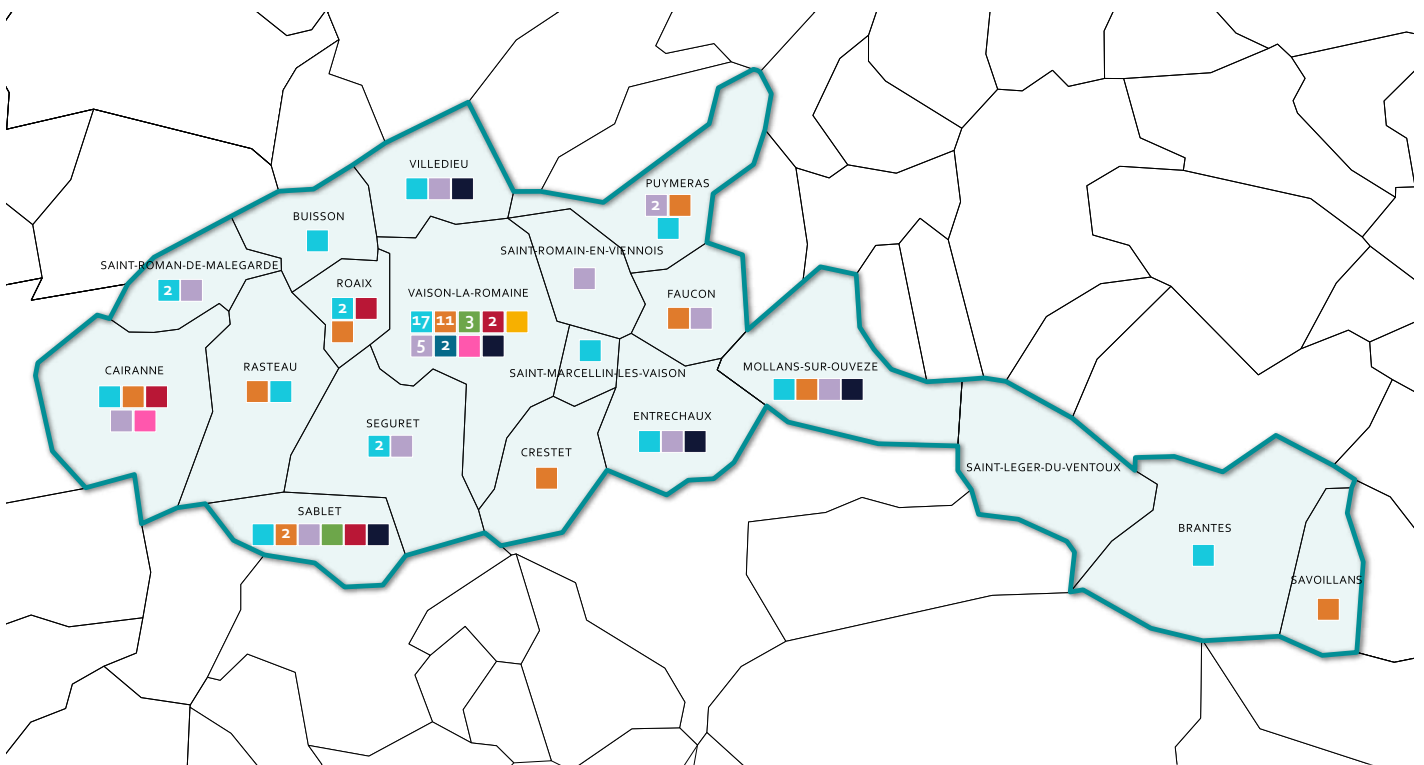 VILLEDIEU
PUYMERAS
2
BUISSON
SAINT-ROMAIN-EN-VIENNOIS
SAINT-ROMAN-DE-MALEGARDE
2
ROAIX
2
VAISON-LA-ROMAINE
17 11 3 2
5 2
FAUCON
CAIRANNE
RASTEAU
SAINT-MARCELLIN-LES-VAISON
MOLLANS-SUR-OUVEZE
SEGURET
2
ENTRECHAUX
CRESTET
SAINT-LEGER-DU-VENTOUX
SABLET
2
BRANTES
SAVOILLANS